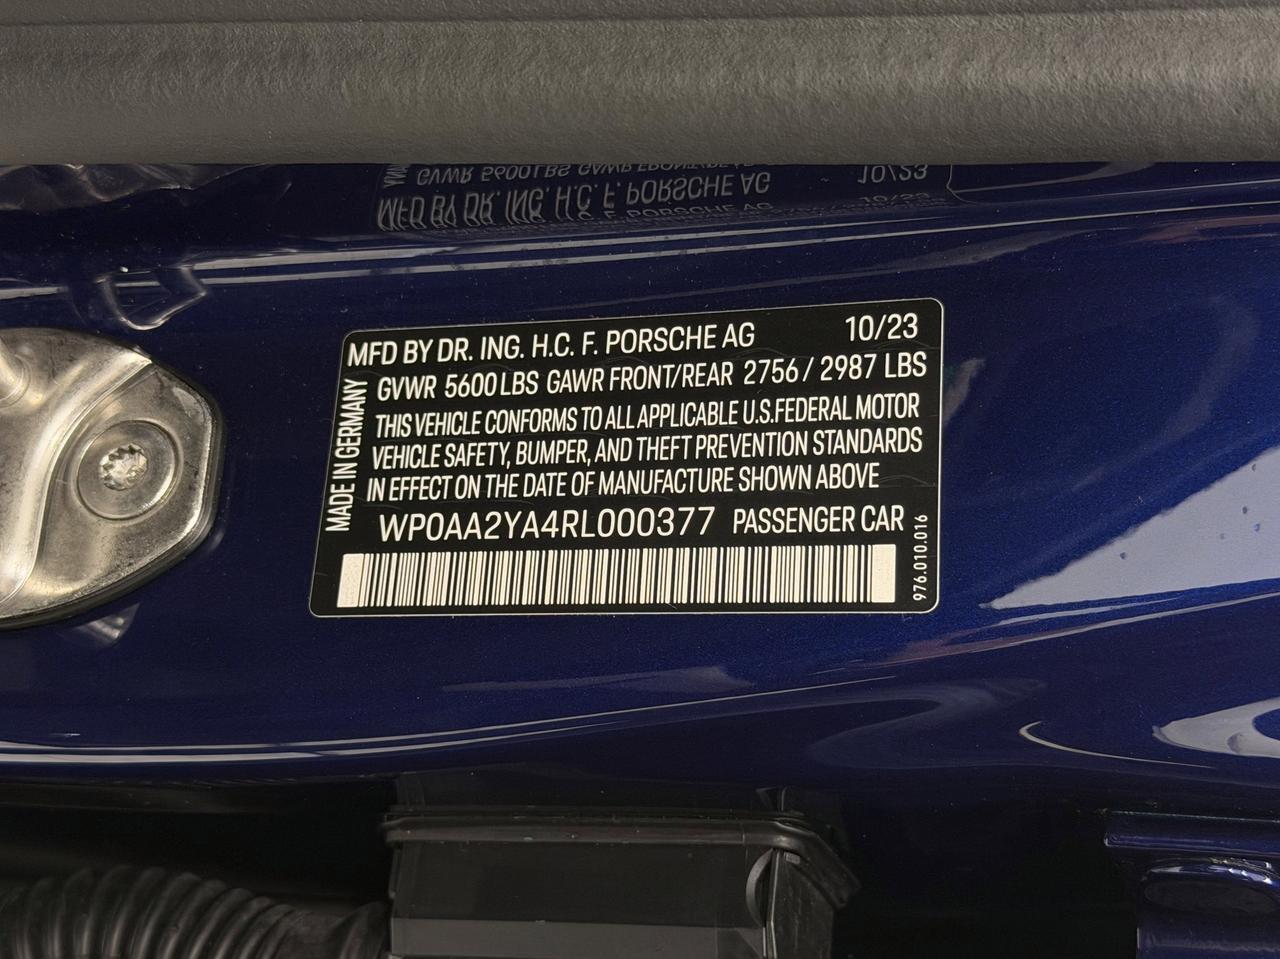 MFD BY DR. ING. H.C. F. PORSCHE AG 10/23
GVWR 5600 LBS GAWR FRONT/REAR 2756 / 2987 LBS
THIS VEHICLE CONFORMS TO ALL APPLICABLE U.S.FEDERAL MOTOR
VEHICLE SAFETY, BUMPER, AND THEFT PREVENTION STANDARDS
IN EFFECT ON THE DATE OF MANUFACTURE SHOWN ABOVE
WP0AA2YA4RL000377 PASSENGER CAR
MADE IN GERMANY
976.010.016